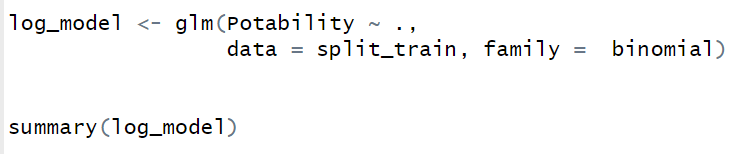 log_model <- glm(Potability ~ .,
data = split_train, family =  binomial)
summary(log_model)